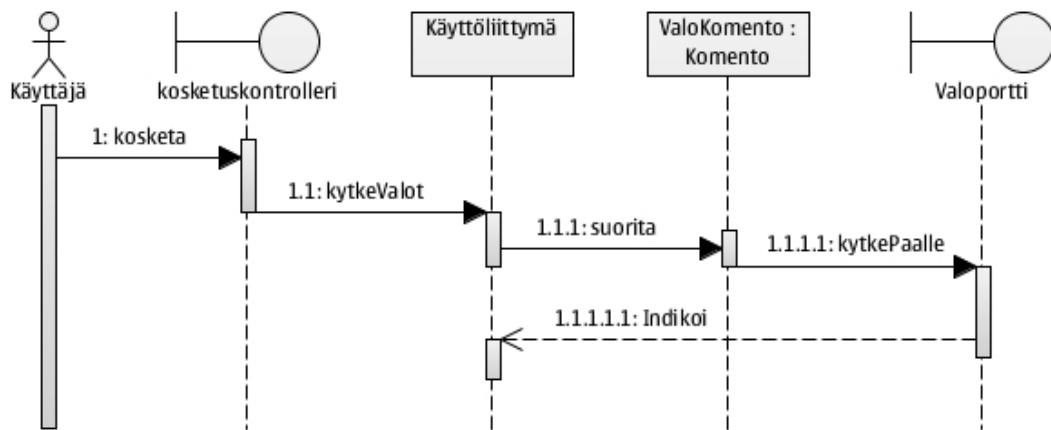 Käyttäjä
kosketuskontrolleri
Käyttöliittymä
ValoKomento :
Komento
Valoportti
1: kosketa
1.1: kytkeValot
1.1.1: suorita
1.1.1.1: kytkePaalle
1.1.1.1.1: Indikoi